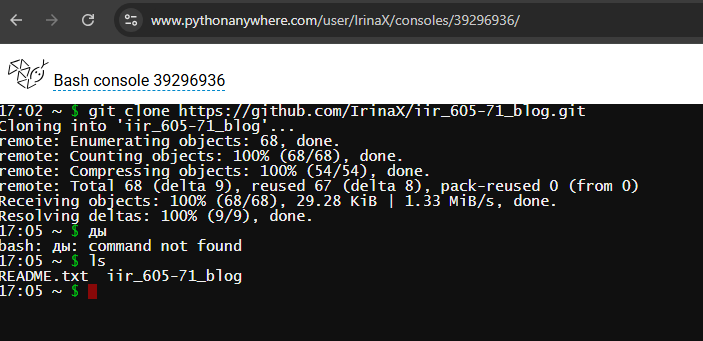 www.pythonanywhere.com/user/IrinaX/consoles/39296936/
Bash console 39296936
17:02 ~ $ git clone https://github.com/IrinaX/iir_605-71_blog.git
Cloning into 'iir_605-71_blog'...
remote: Enumerating objects: 68, done.
remote: Counting objects: 100% (68/68), done.
remote: Compressing objects: 100% (54/54), done.
remote: Total 68 (delta 9), reused 67 (delta 8), pack-reused 0 (from 0)
Receiving objects: 100% (68/68), 29.28 KiB | 1.33 MiB/s, done.
Resolving deltas: 100% (9/9), done.
17:05 ~ $ ды
bash: ды: command not found
17:05 ~ $ ls
README.txt  iir_605-71_blog
17:05 ~ $